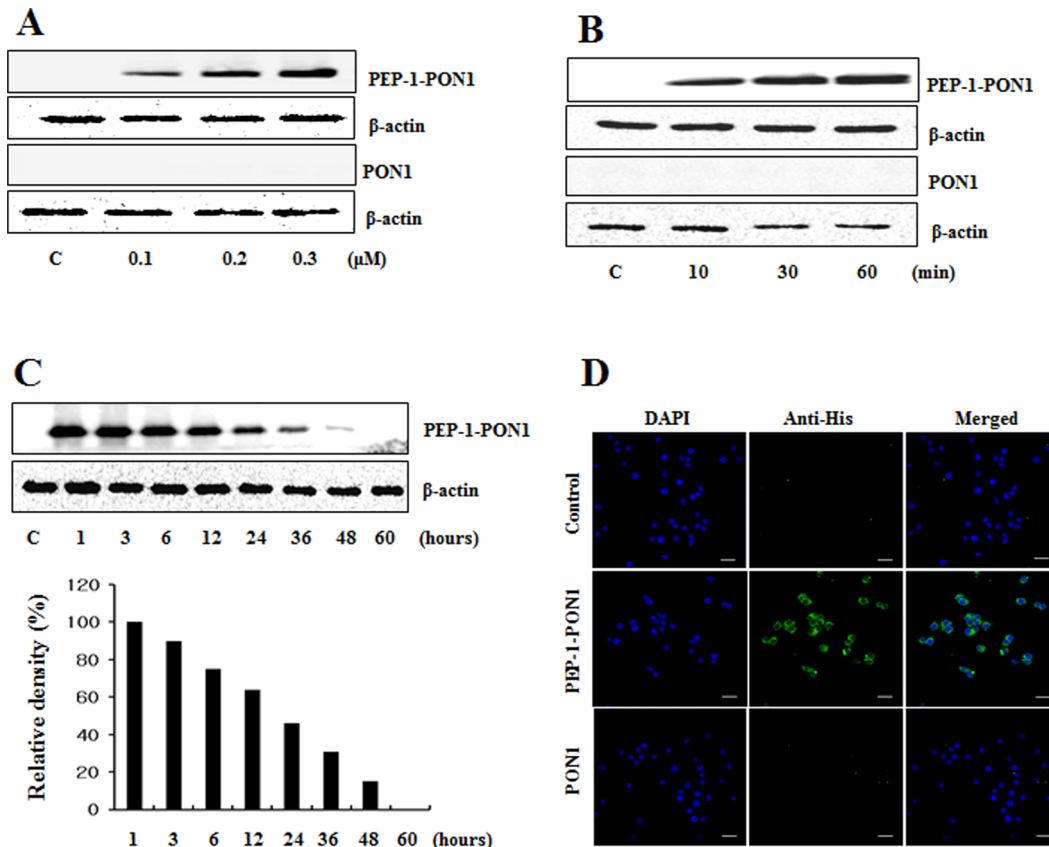 A
PEP-1-PON1
β-actin
PON1
β-actin
C 0.1 0.2 0.3 (μM)
B
PEP-1-PON1
β-actin
PON1
β-actin
C 10 30 60 (min)
C
PEP-1-PON1
β-actin
C 1 3 6 12 24 36 48 60 (hours)
Relative density (%)
120
100
80
60
40
20
0
1 3 6 12 24 36 48 60 (hours)
D
DAPI Anti-His Merged
Control
PEP-1-PON1
PON1